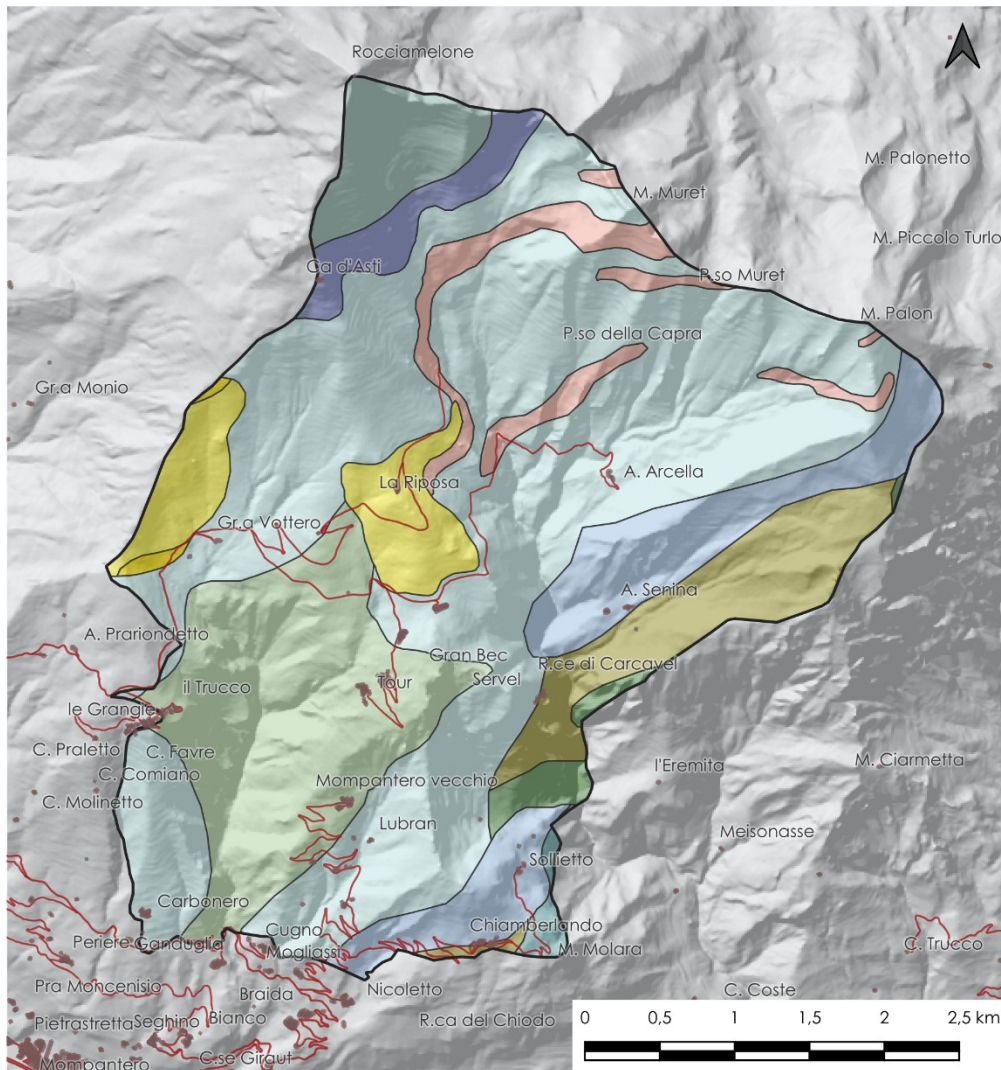 Rocciamelone
M. Palonetto
M. Muret
M. Piccolo Turlo
Ca d'Asti
P.so Muret
M. Palon
P.so della Capra
Gr.a Monio
A. Arcella
La Riposa
Gr.a Vottero
A. Senina
A. Prariondetto
Gran Bec
R.ce di Carcavel
Servel
Tour
il Trucco
le Grangie
C. Praletto
C. Favre
l'Eremita
M. Ciarmetta
C. Comiano
Mompantero vecchio
C. Molinetto
Lubran
Meisonasse
Sollietto
Carbonero
Cugno
Chiamberlando
Periere
Ganduglia
Mogliassi
M. Molara
C. Trucco
Pra Moncenisio
Braida
Nicoletto
C. Coste
Pietrastretta
Seghino
Bianco
R.ca del Chiodo
C.se Giraut
Mompantero
0 0,5 1 1,5 2 2,5 km